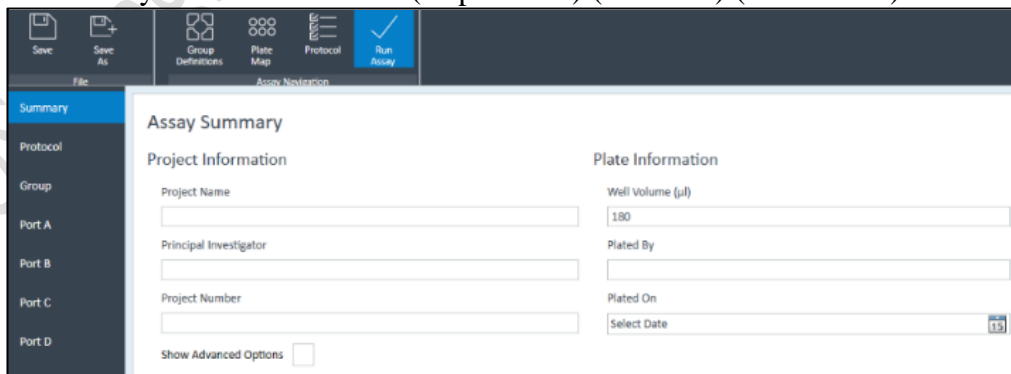 Save
Save As
Group Definitions
Plate Map
Protocol
Run Assay
File
Assay Navigation
Summary
Protocol
Group
Port A
Port B
Port C
Port D
Assay Summary
Project Information
Project Name
Principal Investigator
Project Number
Show Advanced Options
Plate Information
Well Volume (µl)
180
Plated By
Plated On
Select Date
15